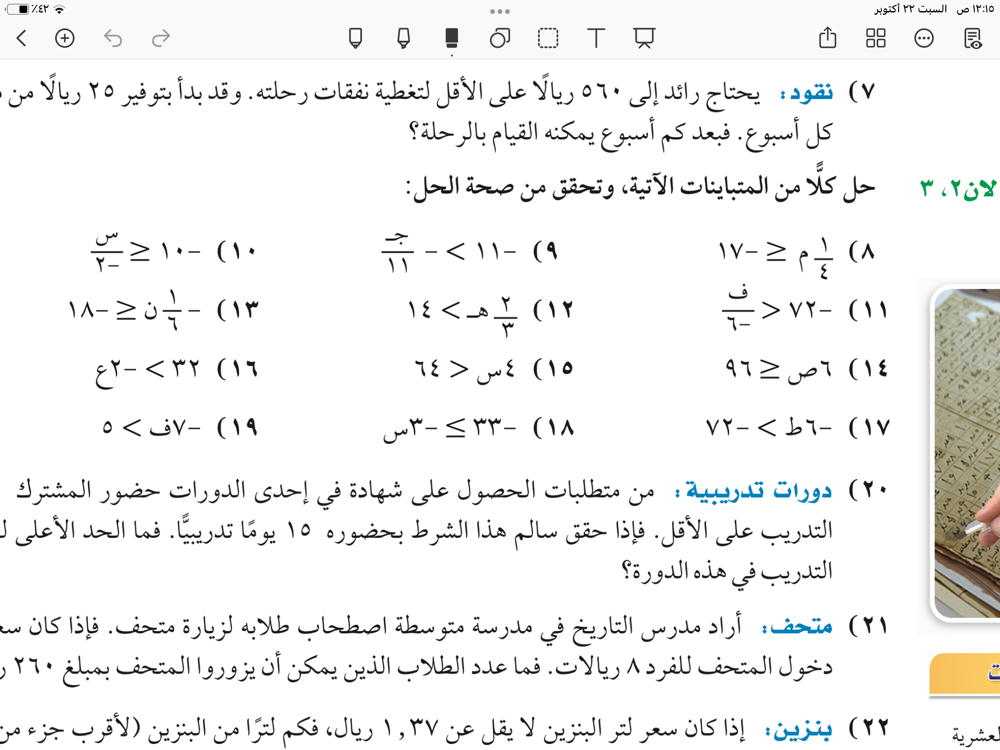 ١٢:١٥ ص السبت ٢٢ أكتوبر
٤٢٪
٧) نقود: يحتاج رائد إلى ٥٦٠ ريالًا على الأقل لتغطية نفقات رحلته. وقد بدأ بتوفير ٢٥ ريالًا من
كل أسبوع. فبعد كم أسبوع يمكنه القيام بالرحلة؟
لان ٢، ٣
حل كلًّا من المتباينات الآتية، وتحقق من صحة الحل:
٨) ١/٤ م ≤ -١٧ ٩) -١١ > - جـ/١١ ١٠) -١٠ ≤ س/-٢
١١) -٧٢ < ف/-٦ ١٢) ٢/٣ هـ > ١٤ ١٣) - ١/٦ ن ≤ -١٨
١٤) ٦ص ≤ ٩٦ ١٥) ٤س < ٦٤ ١٦) ٣٢ > -٢ع
١٧) -٦ط > -٧٢ ١٨) -٣٣ ≥ -٣س ١٩) -٧ف > ٥
٢٠) دورات تدريبية: من متطلبات الحصول على شهادة في إحدى الدورات حضور المشترك
التدريب على الأقل. فإذا حقق سالم هذا الشرط بحضوره ١٥ يومًا تدريبيًّا. فما الحد الأعلى لـ
التدريب في هذه الدورة؟
٢١) متحف: أراد مدرس التاريخ في مدرسة متوسطة اصطحاب طلابه لزيارة متحف. فإذا كان سع
دخول المتحف للفرد ٨ ريالات. فما عدد الطلاب الذين يمكن أن يزوروا المتحف بمبلغ ٢٦٠ ر
ت
٢٢) بنزين: إذا كان سعر لتر البنزين لا يقل عن ١,٣٧ ريال، فكم لترًا من البنزين (لأقرب جزء من
لعشرية